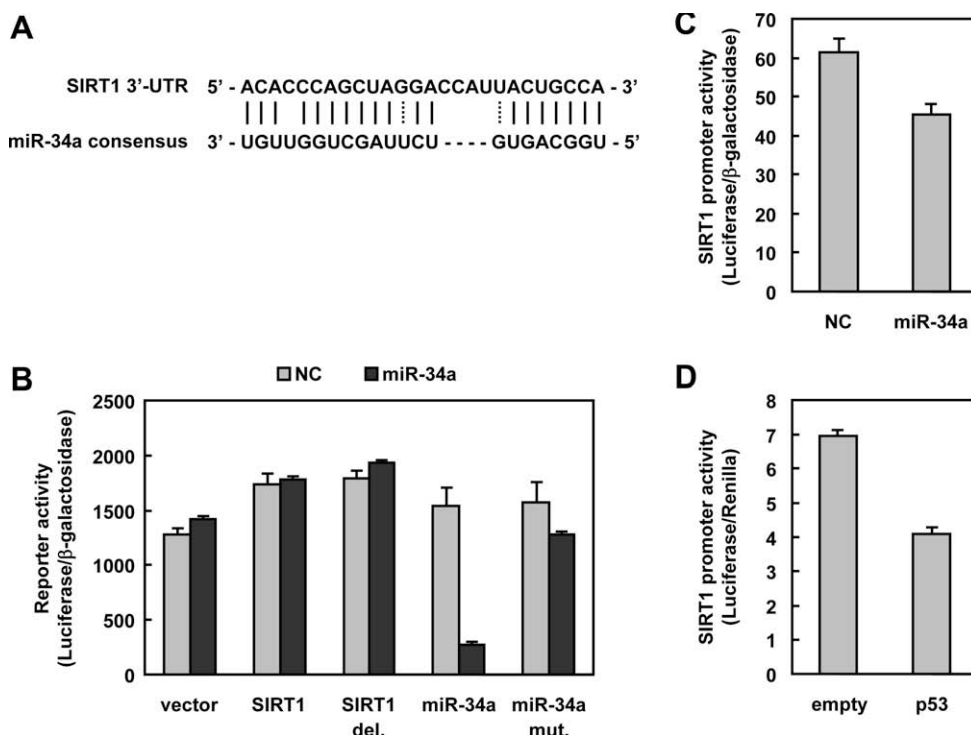 A
SIRT1 3’-UTR 5’ - ACACCCAGCUAGGACCAUUACUGCCA - 3’
miR-34a consensus 3’ - UGUUGGUCGAUUCU - - - - GUGACGGU - 5’
B
NC miR-34a
Reporter activity
(Luciferase/β-galactosidase)
2500
2000
1500
1000
500
0
vector SIRT1 SIRT1 miR-34a miR-34a
del. mut.
C
SIRT1 promoter activity
(Luciferase/β-galactosidase)
70
60
50
40
30
20
10
0
NC miR-34a
D
SIRT1 promoter activity
(Luciferase/Renilla)
8
7
6
5
4
3
2
1
0
empty p53